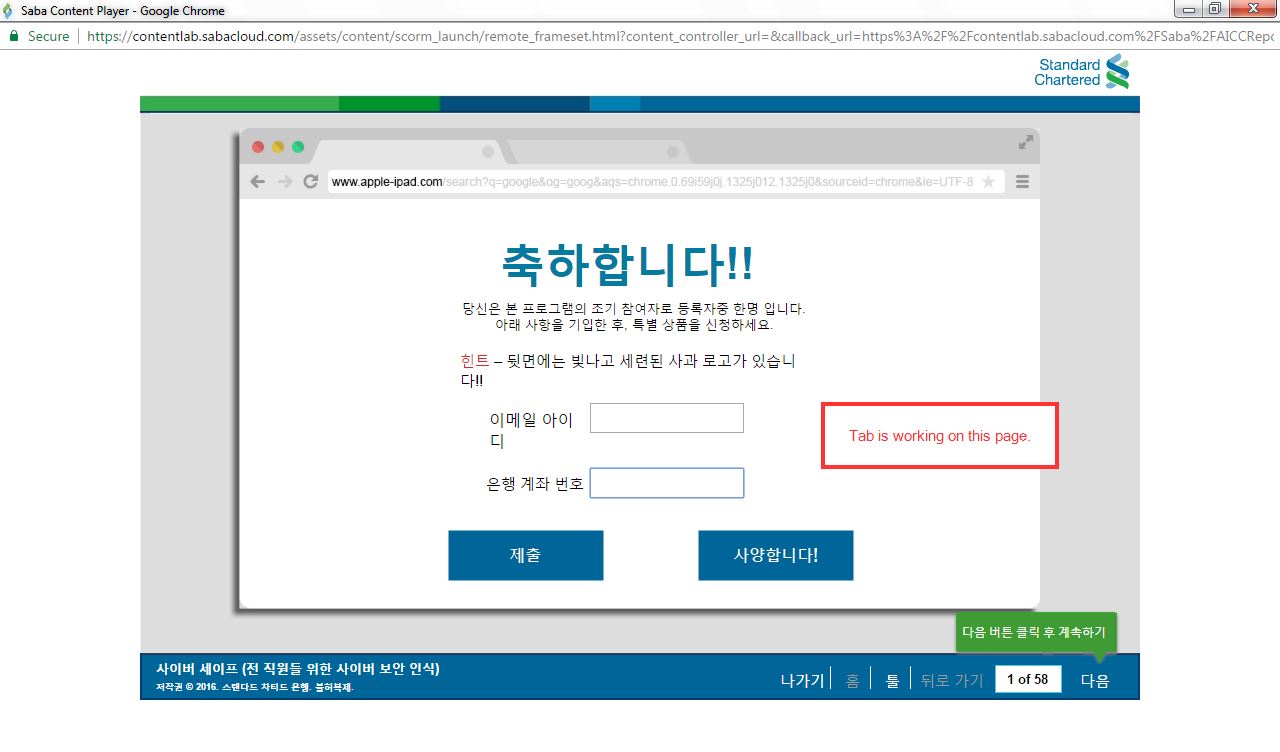 Saba Content Player - Google Chrome
Secure
https://contentlab.sabacloud.com/assets/content/scorm_launch/remote_frameset.html?content_controller_url=&callback_url=https%3A%2F%2Fcontentlab.sabacloud.com%2FSaba%2FAICCRepo
Standard
Chartered
www.apple-ipad.com/search?q=google&og=goog&aqs=chrome.0.69i59j0j.1325j012.1325j0&sourceid=chrome&ie=UTF-8
축하합니다!!
당신은 본 프로그램의 조기 참여자로 등록자중 한명 입니다.
아래 사항을 기입한 후, 특별 상품을 신청하세요.
힌트 – 뒷면에는 빛나고 세련된 사과 로고가 있습니
다!!
이메일 아이
디
Tab is working on this page.
은행 계좌 번호
제출
사양합니다!
다음 버튼 클릭 후 계속하기
사이버 세이프 (전 직원들 위한 사이버 보안 인식)
저작권 © 2016. 스탠다드 차티드 은행. 불허복제.
나가기
홈
툴
뒤로 가기
1 of 58
다음